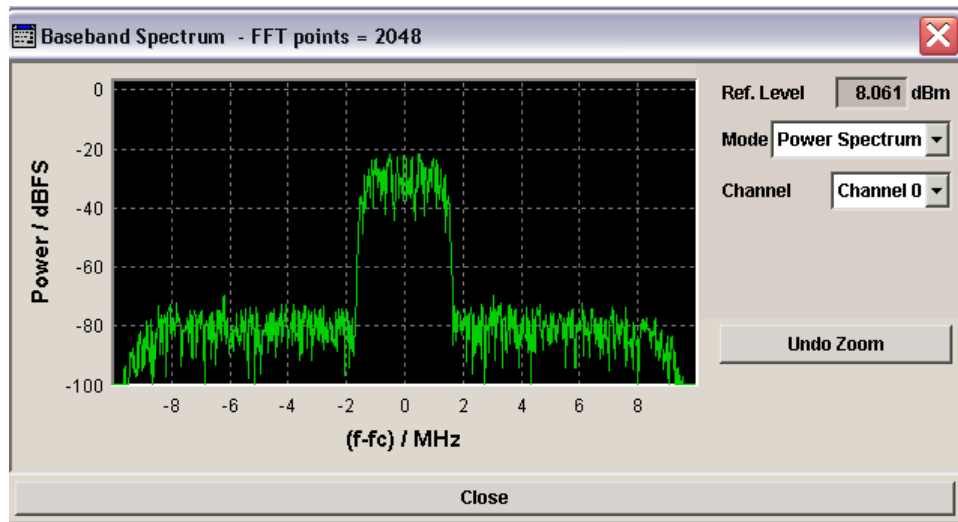 Baseband Spectrum - FFT points = 2048
Ref. Level 8.061 dBm
Mode Power Spectrum
Channel Channel 0
Undo Zoom
Power / dBFS
0
-20
-40
-60
-80
-100
-8 -6 -4 -2 0 2 4 6 8
(f-fc) / MHz
Close